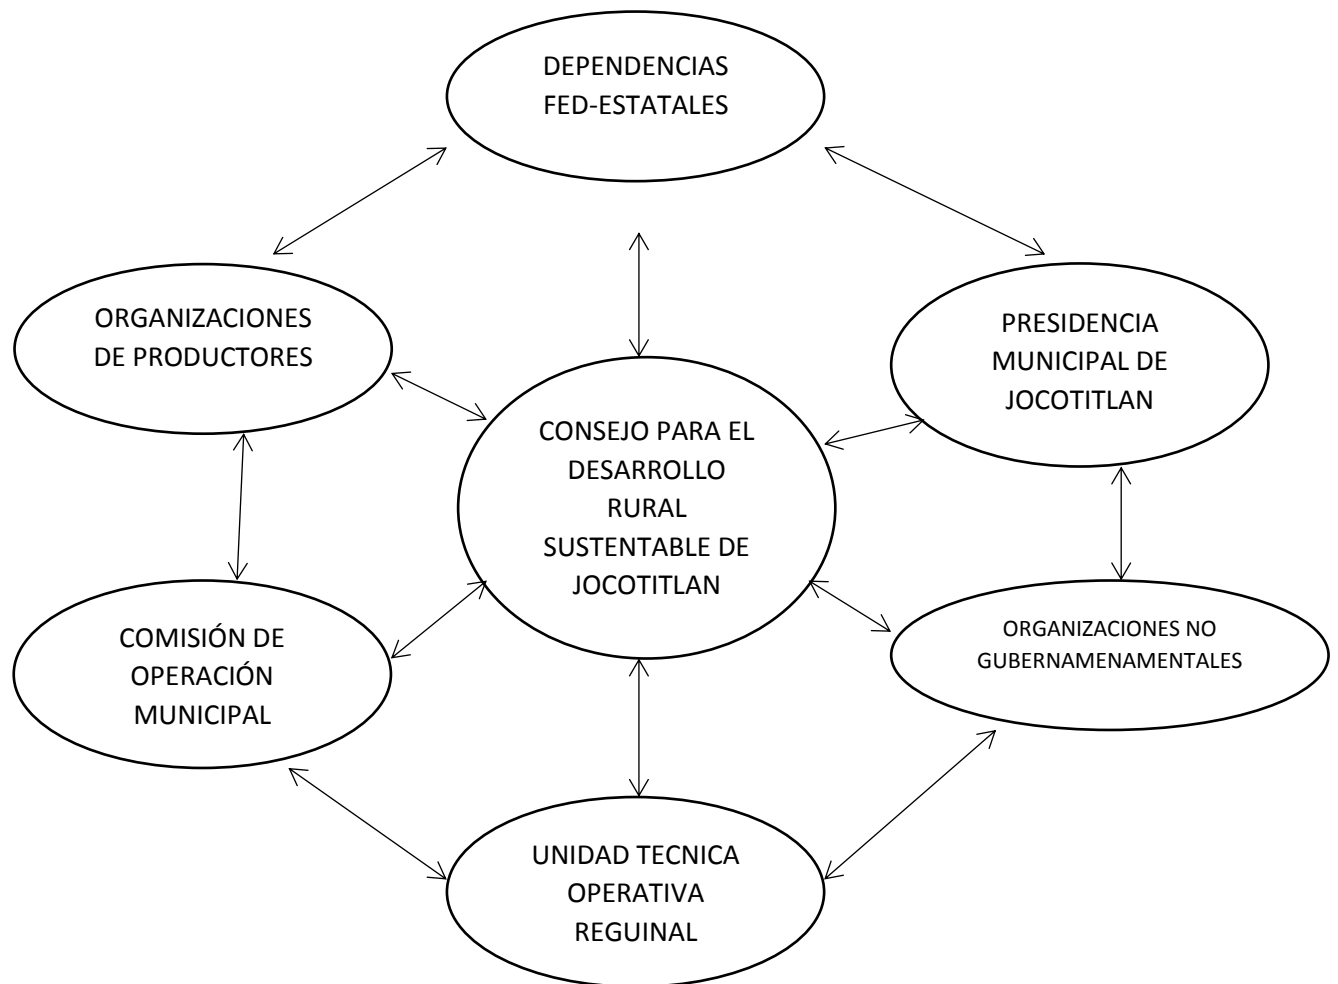 DEPENDENCIAS
FED-ESTATALES
ORGANIZACIONES
DE PRODUCTORES
PRESIDENCIA
MUNICIPAL DE
JOCOTITLAN
CONSEJO PARA EL
DESARROLLO
RURAL
SUSTENTABLE DE
JOCOTITLAN
COMISIÓN DE
OPERACIÓN
MUNICIPAL
ORGANIZACIONES NO
GUBERNAMENAMENTALES
UNIDAD TECNICA
OPERATIVA
REGUINAL